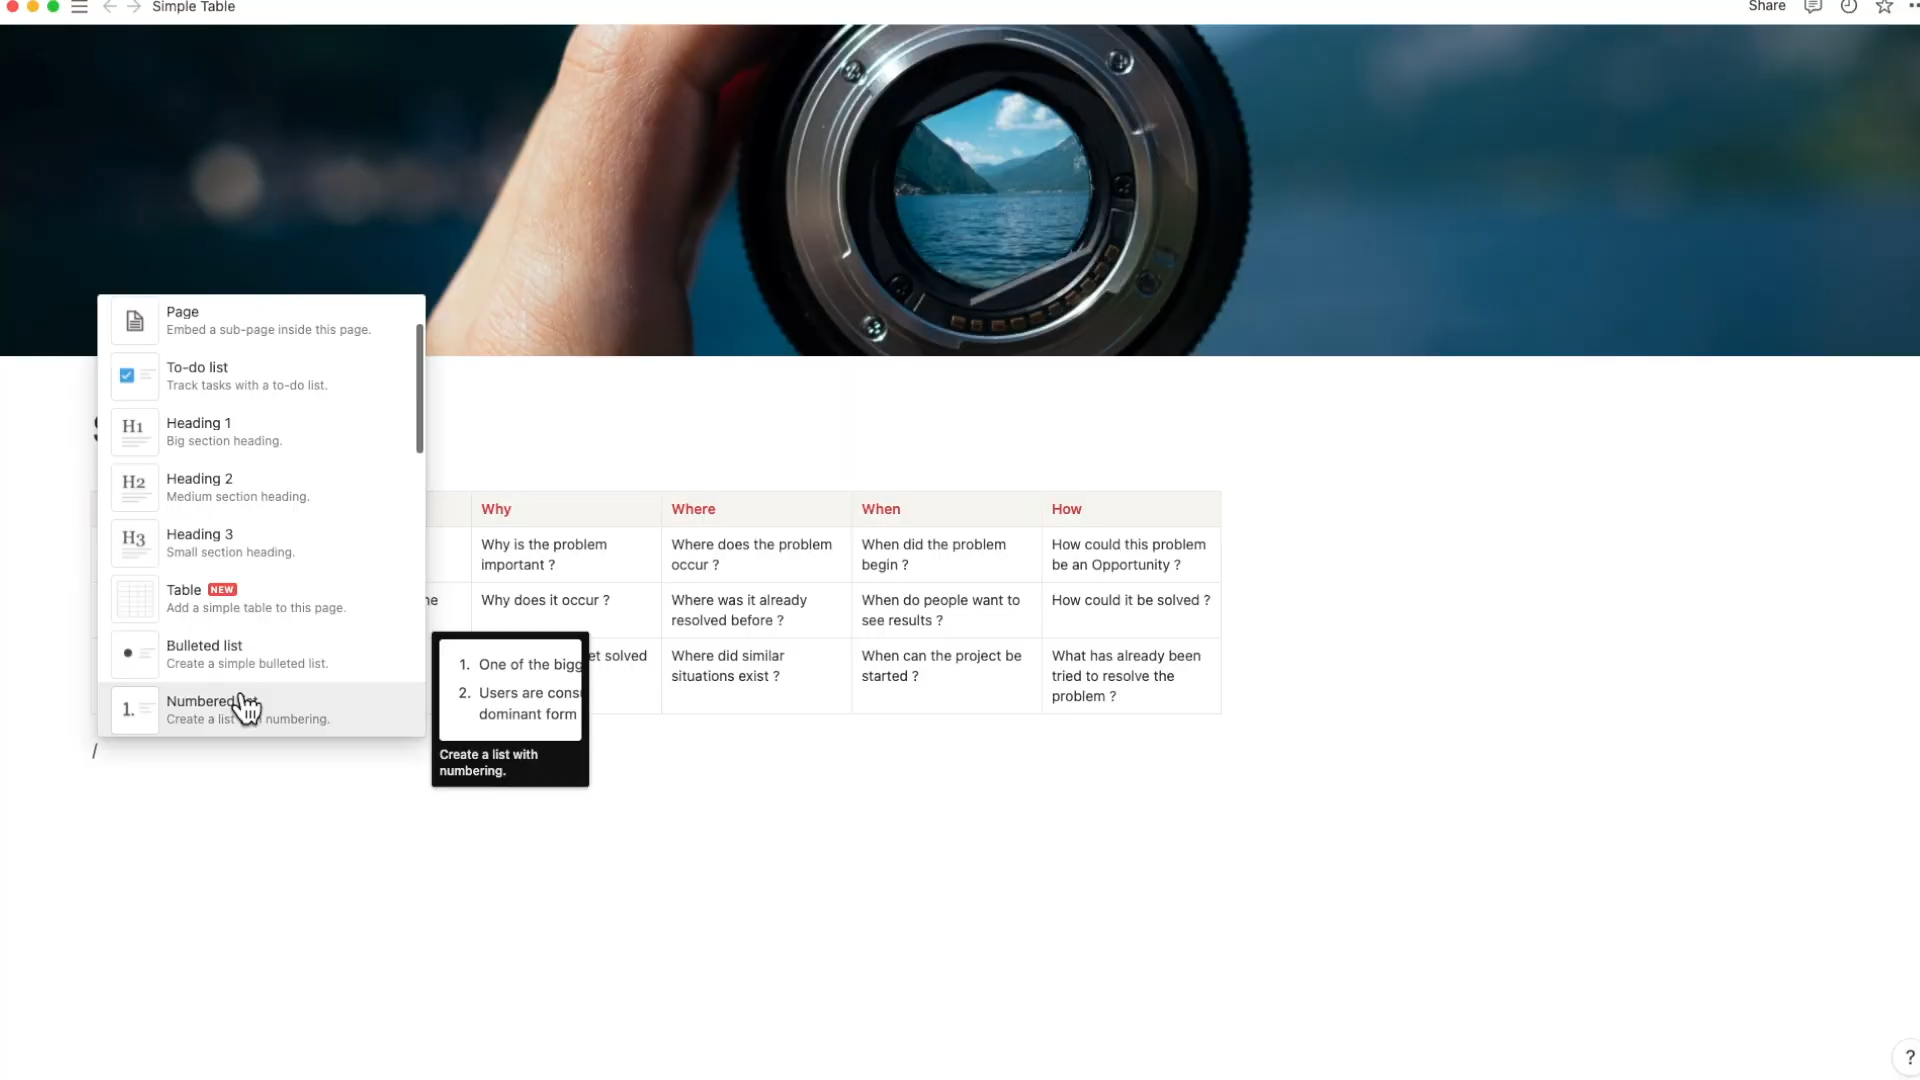 Simple Table
Share
Page
Embed a sub-page inside this page.
To-do list
Track tasks with a to-do list.
H1
Heading 1
Big section heading.
H2
Heading 2
Medium section heading.
H3
Heading 3
Small section heading.
Table NEW
Add a simple table to this page.
Bulleted list
Create a simple bulleted list.
1.
Numbered
Create a list numbering.
/
Why
Where
When
How
Why is the problem
important ?
Where does the problem
occur ?
When did the problem
begin ?
How could this problem
be an Opportunity ?
Why does it occur ?
Where was it already
resolved before ?
When do people want to
see results ?
How could it be solved ?
solved
Where did similar
situations exist ?
When can the project be
started ?
What has already been
tried to resolve the
problem ?
1. One of the bigg
2. Users are cons
dominant form
Create a list with
numbering.
?